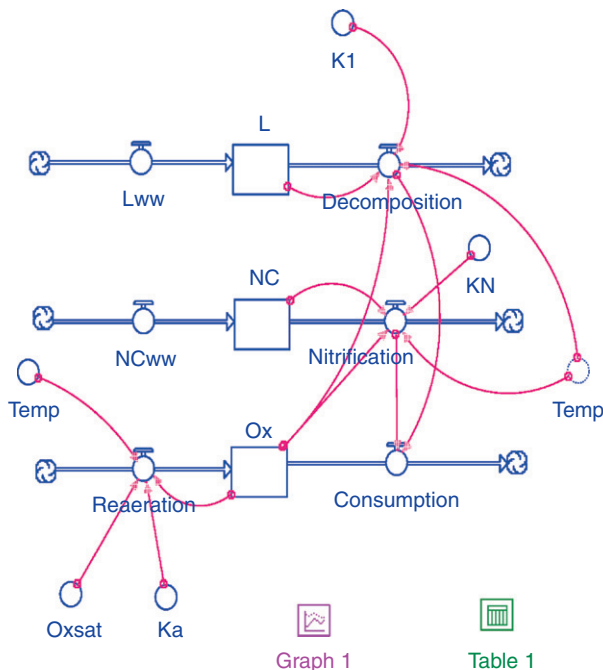 K1
L
Lww
Decomposition
NC
KN
NCww
Nitrification
Temp
Temp
Ox
Reaeration
Consumption
Oxsat
Ka
Graph 1
Table 1